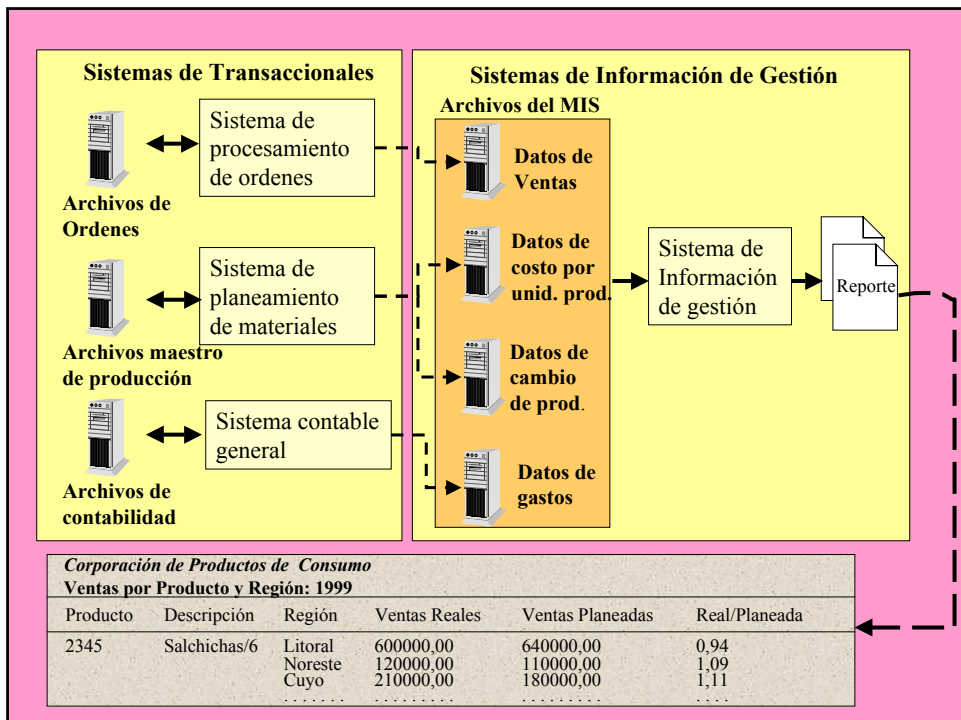 Sistemas de Transaccionales
Sistema de
procesamiento
de ordenes
Archivos de
Ordenes
Sistema de
planeamiento
de materiales
Archivos maestro
de producción
Sistema contable
general
Archivos de
contabilidad
Sistemas de Información de Gestión
Archivos del MIS
Datos de
Ventas
Datos de
costo por
unid. prod.
Datos de
cambio
de prod.
Datos de
gastos
Sistema de
Información
de gestión
Reporte
Corporación de Productos de Consumo
Ventas por Producto y Región: 1999
Producto Descripción Región Ventas Reales Ventas Planeadas Real/Planeada
2345 Salchichas/6 Litoral 600000,00 640000,00 0,94
Noreste 120000,00 110000,00 1,09
Cuyo 210000,00 180000,00 1,11
. . . . . . . . . . . . . . . . . . . . . . . . . . . . .